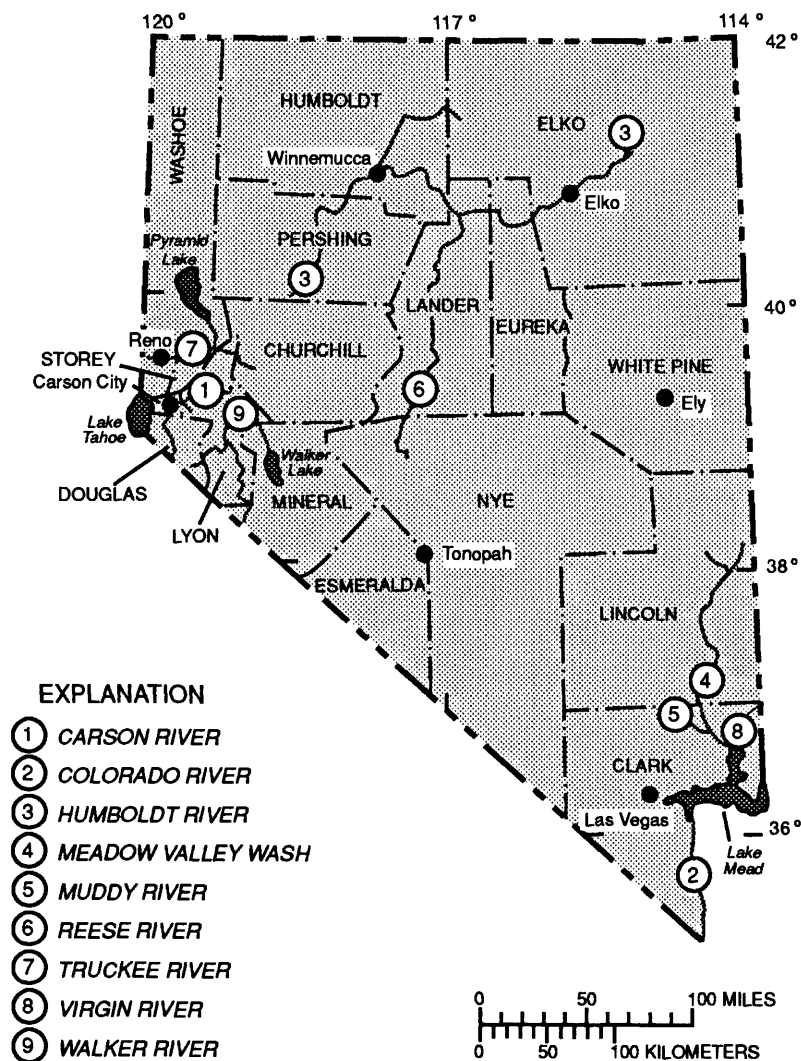 120°
117°
114°
42°
HUMBOLDT
ELKO
WASHOE
3
Winnemucca
Elko
PERSHING
Pyramid
Lake
3
LANDER
40°
EUREKA
Reno
7
CHURCHILL
WHITE PINE
STOREY
Carson City
1
6
Ely
9
Lake
Tahoe
Walker
Lake
DOUGLAS
MINERAL
NYE
LYON
Tonopah
38°
ESMERALDA
LINCOLN
4
5
8
CLARK
Las Vegas
36°
Lake
Mead
2
EXPLANATION
1 CARSON RIVER
2 COLORADO RIVER
3 HUMBOLDT RIVER
4 MEADOW VALLEY WASH
5 MUDDY RIVER
6 REESE RIVER
7 TRUCKEE RIVER
8 VIRGIN RIVER
9 WALKER RIVER
0 50 100 MILES
0 50 100 KILOMETERS